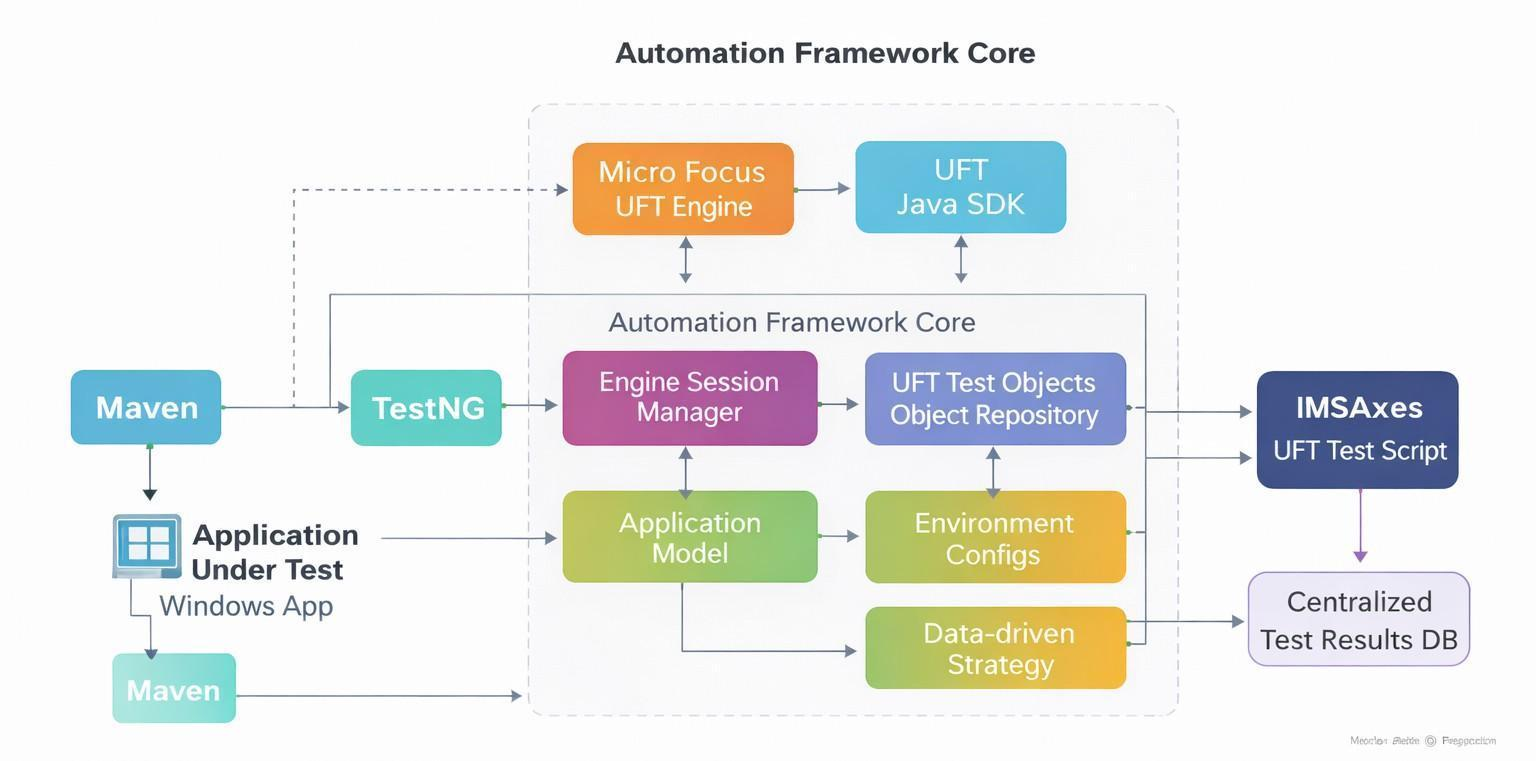 Automation Framework Core
Micro Focus
UFT Engine
UFT
Java SDK
Automation Framework Core
Maven
TestNG
Engine Session
Manager
UFT Test Objects
Object Repository
IMSAxes
UFT Test Script
Application
Under Test
Windows App
Application
Model
Environment
Configs
Data-driven
Strategy
Centralized
Test Results DB
Maven